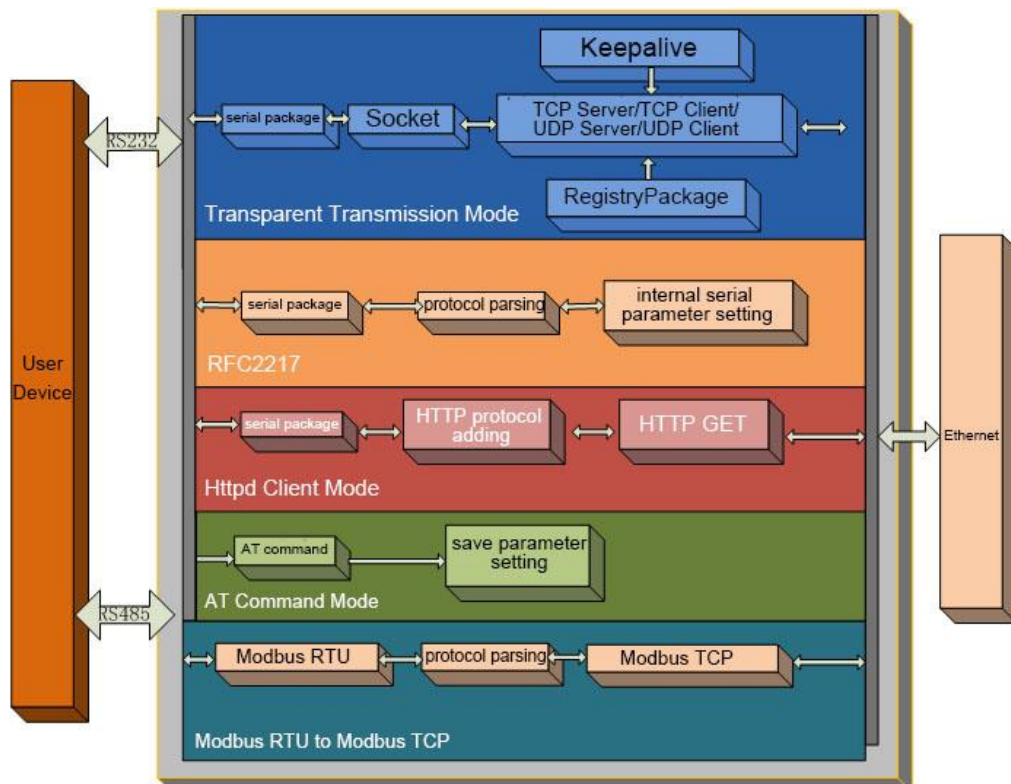 Keepalive
serial package
Socket
TCP Server/TCP Client/
UDP Server/UDP Client
RegistryPackage
Transparent Transmission Mode
RS232
serial package
protocol parsing
internal serial
parameter setting
RFC2217
User
Device
serial package
HTTP protocol
adding
HTTP GET
Httpd Client Mode
Ethernet
AT command
save parameter
setting
AT Command Mode
RS485
Modbus RTU
protocol parsing
Modbus TCP
Modbus RTU to Modbus TCP